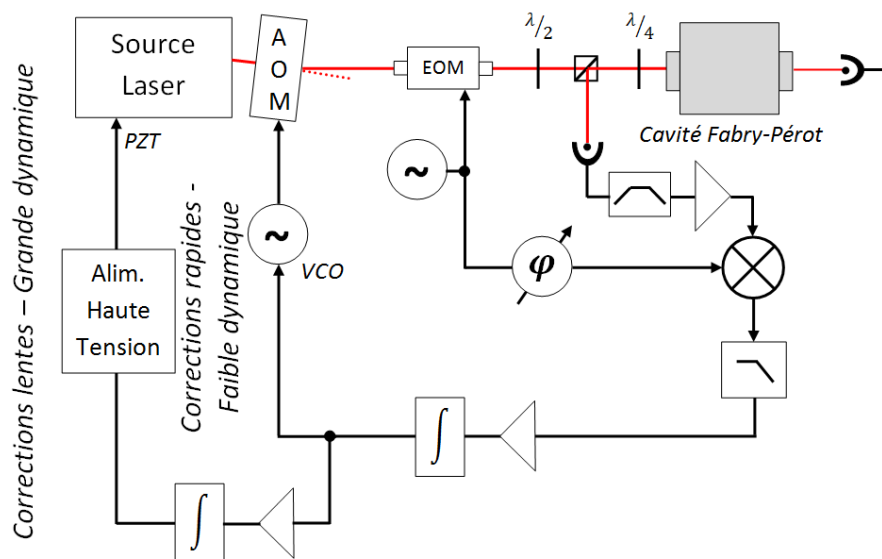 Source
Laser
A
O
M
EOM
λ/2
λ/4
Cavité Fabry-Pérot
PZT
~
~
VCO
φ
Alim.
Haute
Tension
Corrections lentes – Grande dynamique
Corrections rapides -
Faible dynamique
∫
∫